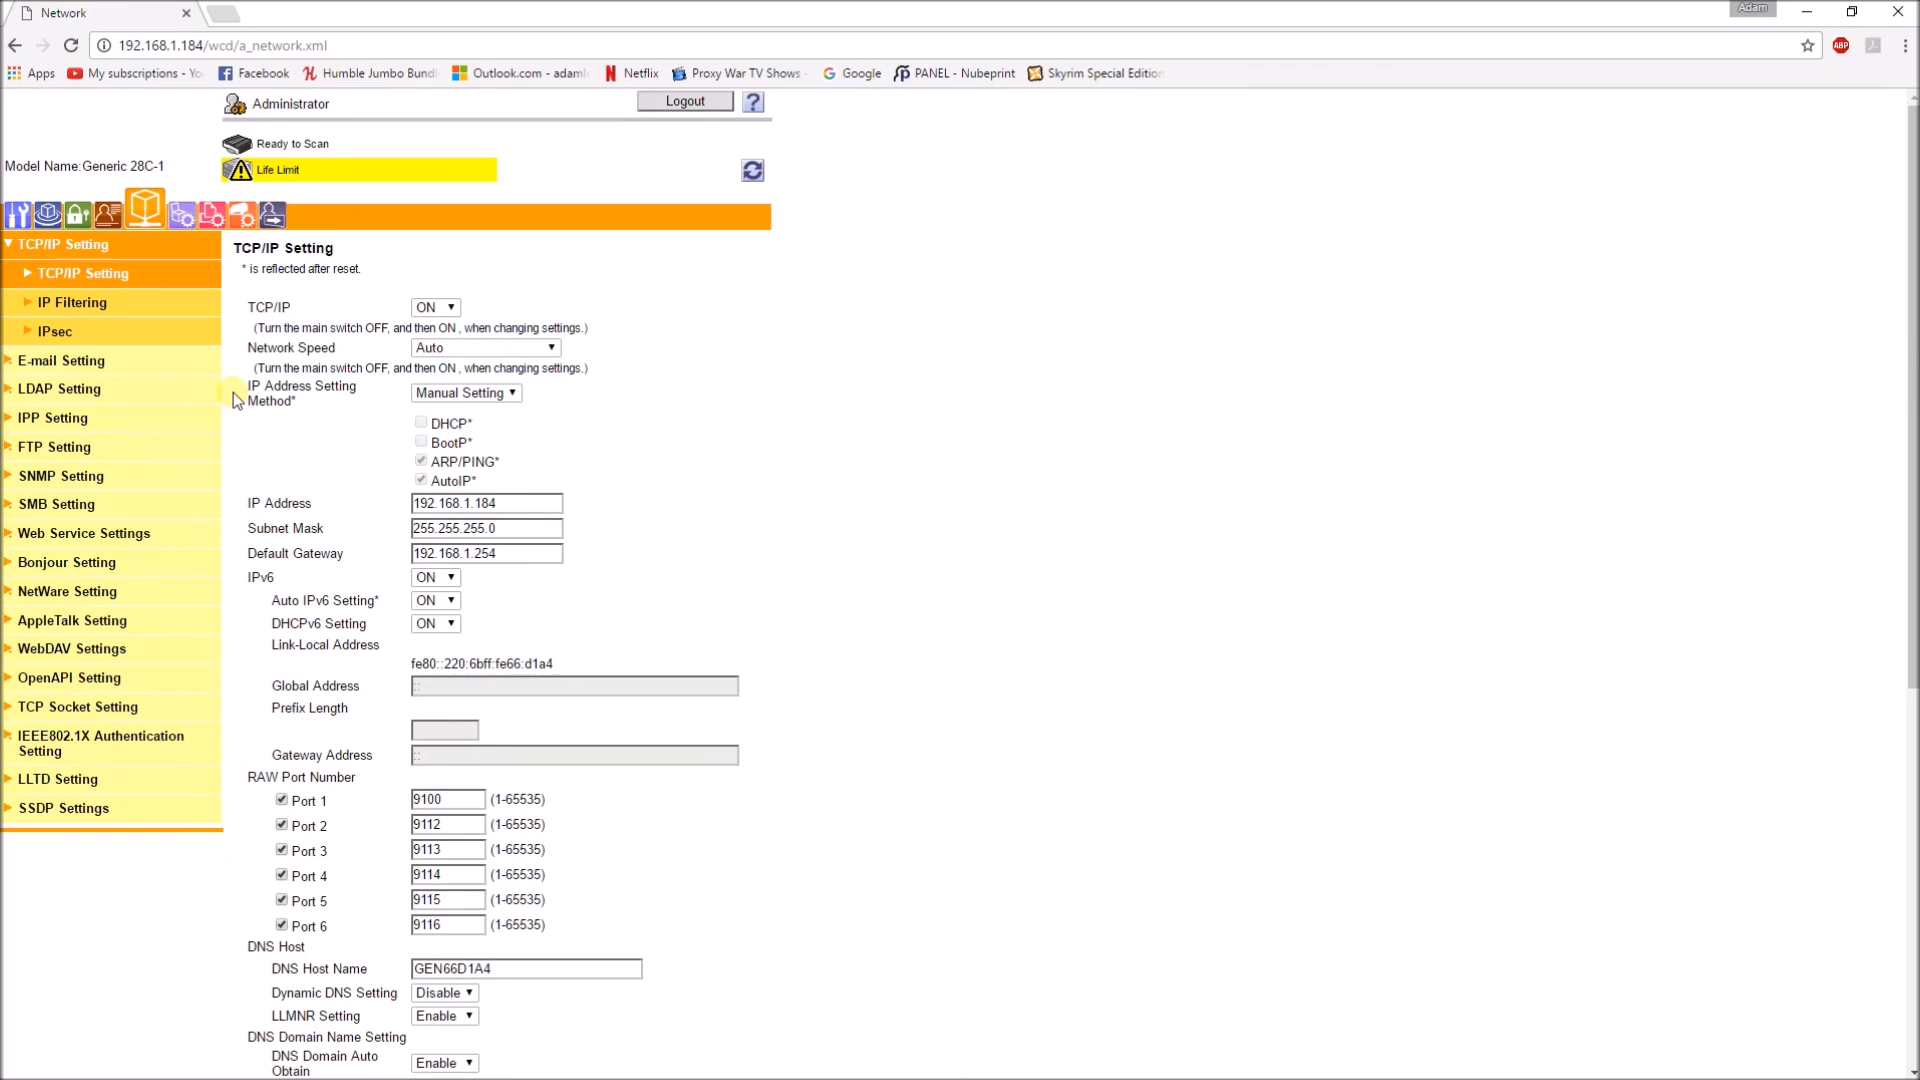 Network
Adam
192.168.1.184/wcd/a_network.xml
Apps My subscriptions - Yo Facebook Humble Jumbo Bundl Outlook.com - adaml Netflix Proxy War TV Shows Google PANEL - Nubeprint Skyrim Special Edition
ABP
Administrator
Logout
?
Ready to Scan
Model Name:Generic 28C-1
Life Limit
TCP/IP Setting
TCP/IP Setting
IP Filtering
IPsec
E-mail Setting
LDAP Setting
IPP Setting
FTP Setting
SNMP Setting
SMB Setting
Web Service Settings
Bonjour Setting
NetWare Setting
AppleTalk Setting
WebDAV Settings
OpenAPI Setting
TCP Socket Setting
IEEE802.1X Authentication
Setting
LLTD Setting
SSDP Settings
TCP/IP Setting
* is reflected after reset.
TCP/IP ON
(Turn the main switch OFF, and then ON , when changing settings.)
Network Speed Auto
(Turn the main switch OFF, and then ON , when changing settings.)
IP Address Setting
Method* Manual Setting
DHCP*
BootP*
ARP/PING*
AutoIP*
IP Address 192.168.1.184
Subnet Mask 255.255.255.0
Default Gateway 192.168.1.254
IPv6 ON
Auto IPv6 Setting* ON
DHCPv6 Setting ON
Link-Local Address
fe80::220:6bff:fe66:d1a4
Global Address ::
Prefix Length
Gateway Address ::
RAW Port Number
Port 1 9100 (1-65535)
Port 2 9112 (1-65535)
Port 3 9113 (1-65535)
Port 4 9114 (1-65535)
Port 5 9115 (1-65535)
Port 6 9116 (1-65535)
DNS Host
DNS Host Name GEN66D1A4
Dynamic DNS Setting Disable
LLMNR Setting Enable
DNS Domain Name Setting
DNS Domain Auto
Obtain Enable